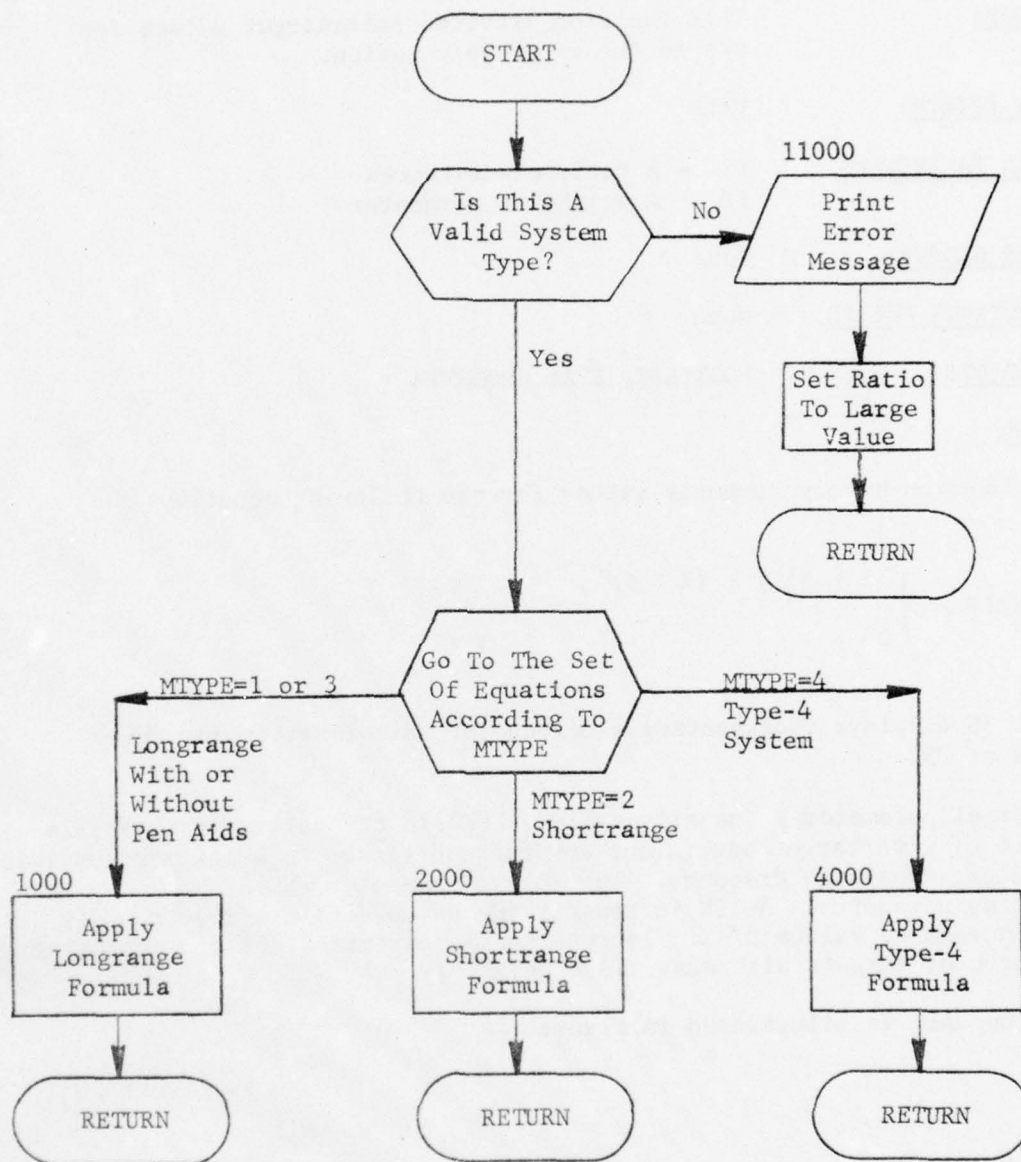 START
11000
Is This A
Valid System
Type?
No
Print
Error
Message
Yes
Set Ratio
To Large
Value
RETURN
Go To The Set
Of Equations
According To
MTYPE
MTYPE=1 or 3
Longrange
With or
Without
Pen Aids
MTYPE=4
Type-4
System
MTYPE=2
Shortrange
1000
Apply
Longrange
Formula
2000
Apply
Shortrange
Formula
4000
Apply
Type-4
Formula
RETURN
RETURN
RETURN